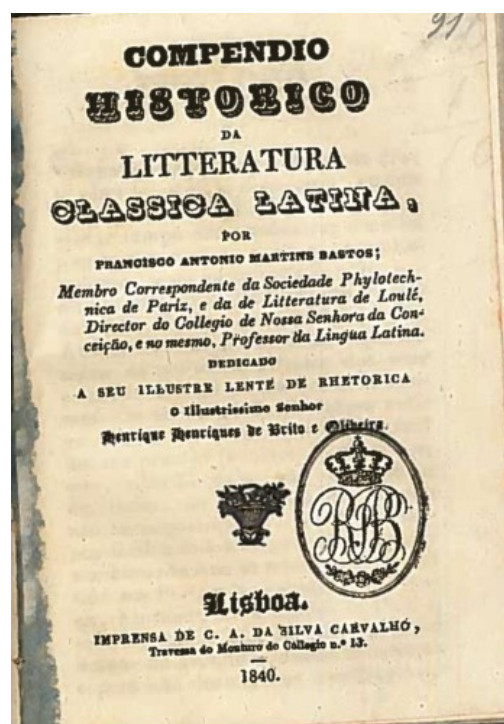 91
COMPENDIO
HISTORICO
DA
LITTERATURA
CLASSICA LATINA,
POR
FRANCISCO ANTONIO MARTINS BASTOS;
Membro Correspondente da Sociedade Phylotech-
nica de Pariz, e da de Litteratura de Loulé,
Director do Collegio de Nossa Senhora da Con-
ceição, e no mesmo, Professor da Lingua Latina.
DEDICADO
A SEU ILLUSTRE LENTE DE RHETORICA
O Illustrissimo Senhor
Henrique Henriques de Brito e Oliveira.
Lisboa.
IMPRENSA DE C. A. DA SILVA CARVALHO,
Travessa do Monturo do Collegio n.º
1840.